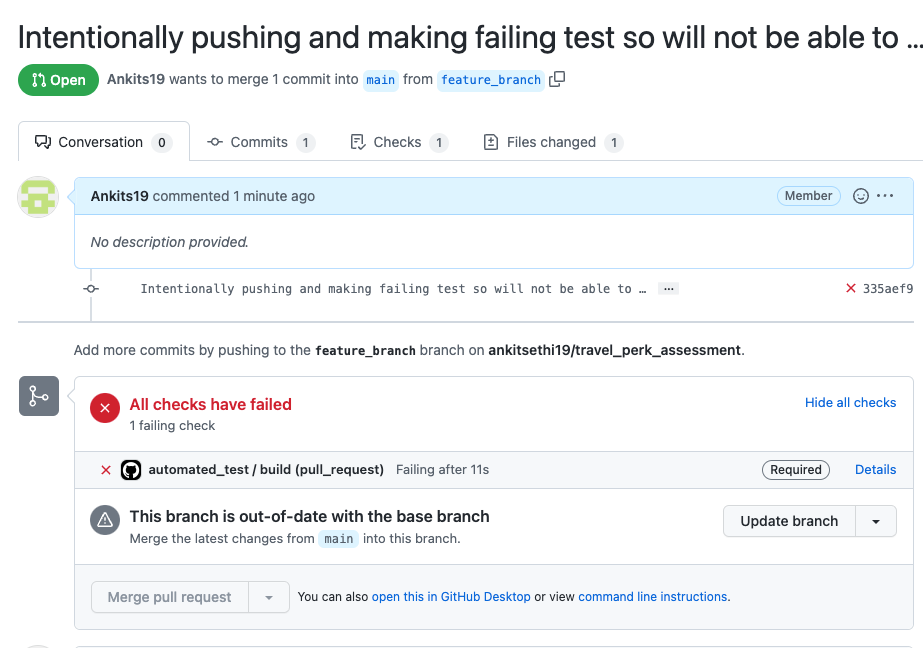 Intentionally pushing and making failing test so will not be able to …
Open Ankits19 wants to merge 1 commit into main from feature_branch
Conversation 0 Commits 1 Checks 1 Files changed 1
Ankits19 commented 1 minute ago Member ...
No description provided.
Intentionally pushing and making failing test so will not be able to … ... 335aef9
Add more commits by pushing to the feature_branch branch on ankitsethi19/travel_perk_assessment.
All checks have failed Hide all checks
1 failing check
automated_test / build (pull_request) Failing after 11s Required Details
This branch is out-of-date with the base branch Update branch
Merge the latest changes from main into this branch.
Merge pull request You can also open this in GitHub Desktop or view command line instructions.